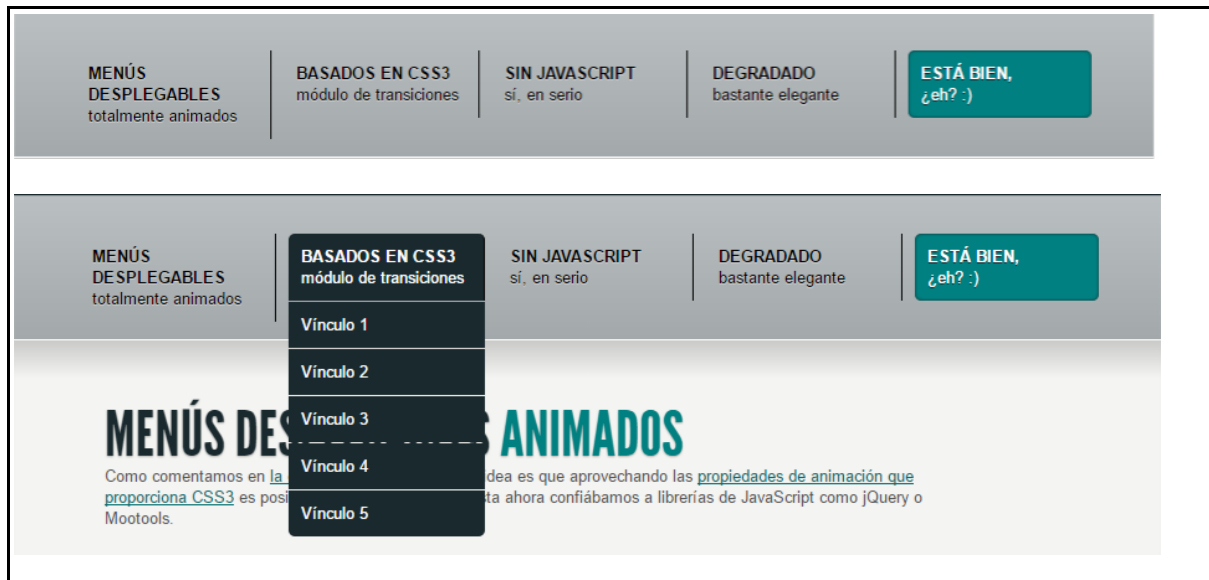 MENÚS
DESPLEGABLES
totalmente animados
BASADOS EN CSS3
módulo de transiciones
SIN JAVASCRIPT
sí, en serio
DEGRADADO
bastante elegante
ESTÁ BIEN,
¿eh? :)
MENÚS
DESPLEGABLES
totalmente animados
BASADOS EN CSS3
módulo de transiciones
Vínculo 1
Vínculo 2
Vínculo 3
Vínculo 4
Vínculo 5
SIN JAVASCRIPT
sí, en serio
DEGRADADO
bastante elegante
ESTÁ BIEN,
¿eh? :)
MENÚS ANIMADOS
Como comentamos en la idea es que aprovechando las propiedades de animación que
proporciona CSS3 es ahora confiábamos a librerías de JavaScript como jQuery o
Mootools.